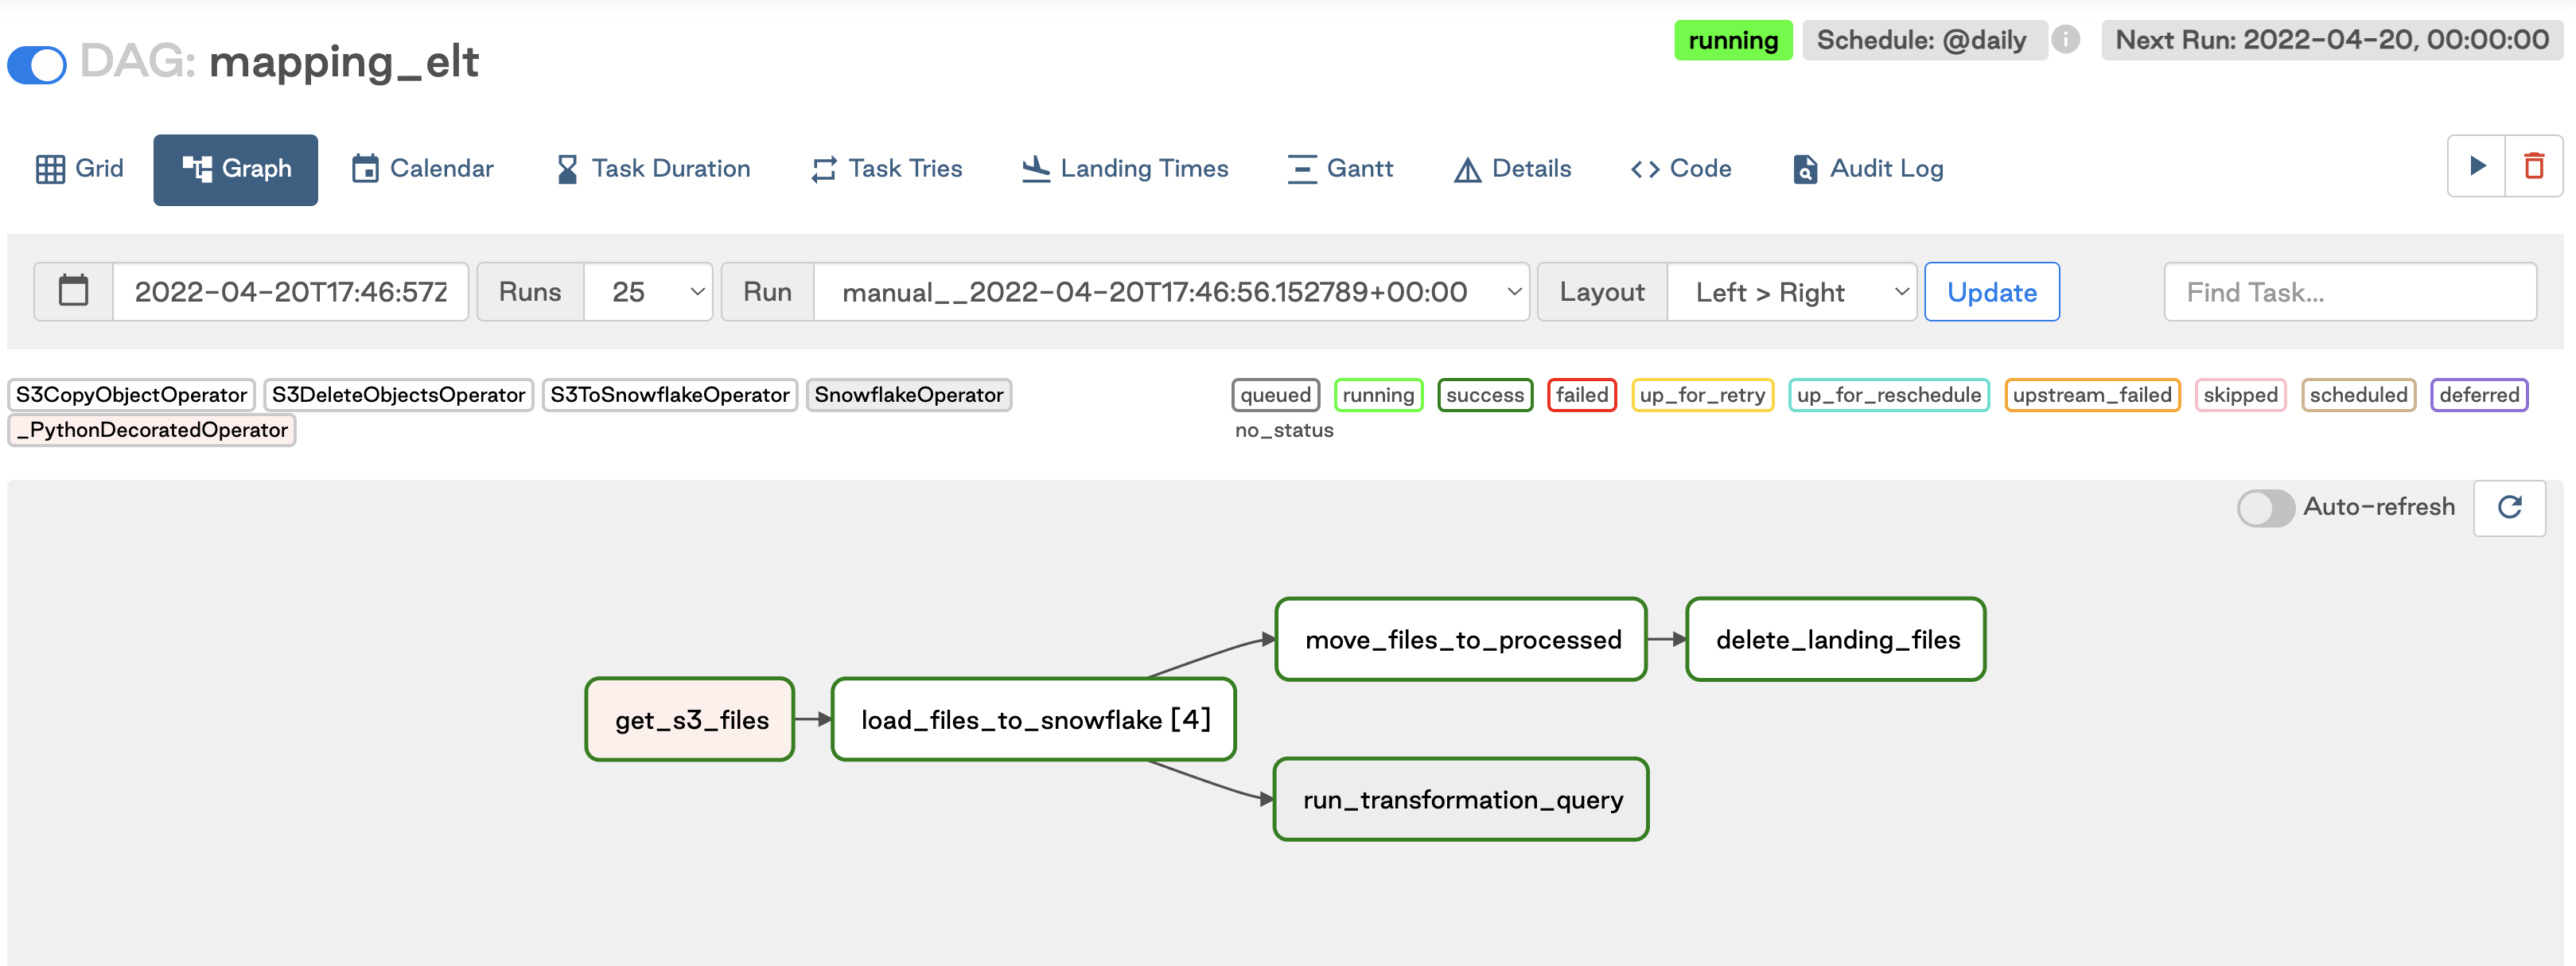 DAG: mapping_elt
running
Schedule: @daily
Next Run: 2022-04-20, 00:00:00
Grid
Graph
Calendar
Task Duration
Task Tries
Landing Times
Gantt
Details
Code
Audit Log
2022-04-20T17:46:57Z
Runs
25
Run
manual__2022-04-20T17:46:56.152789+00:00
Layout
Left > Right
Update
Find Task...
S3CopyObjectOperator
S3DeleteObjectsOperator
S3ToSnowflakeOperator
SnowflakeOperator
_PythonDecoratedOperator
queued
running
success
failed
up_for_retry
up_for_reschedule
upstream_failed
skipped
scheduled
deferred
no_status
Auto-refresh
get_s3_files
load_files_to_snowflake [4]
move_files_to_processed
delete_landing_files
run_transformation_query